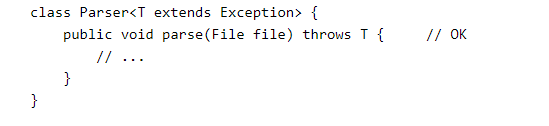 class Parser<T extends Exception> {
    public void parse(File file) throws T {     // OK
        // ...
    }
}